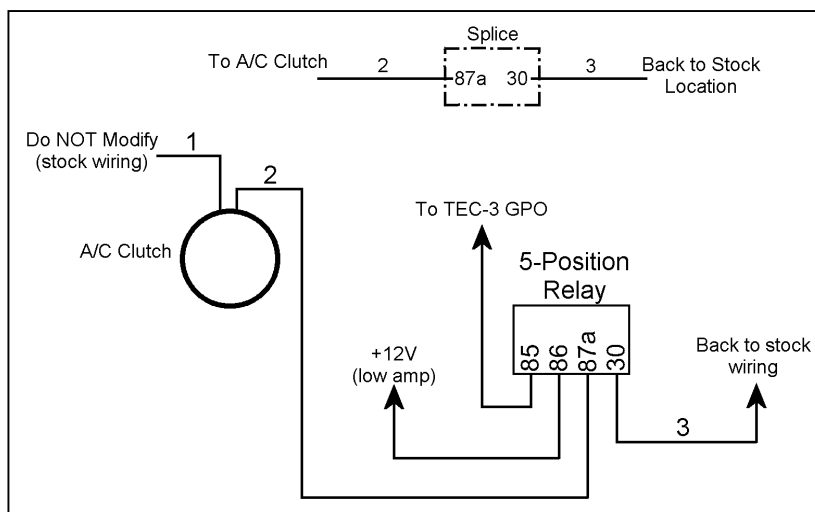 Splice
To A/C Clutch
2
87a 30
3
Back to Stock
Location
Do NOT Modify
(stock wiring)
1
2
A/C Clutch
To TEC-3 GPO
5-Position
Relay
85
86
87a
30
+12V
(low amp)
Back to stock
wiring
3